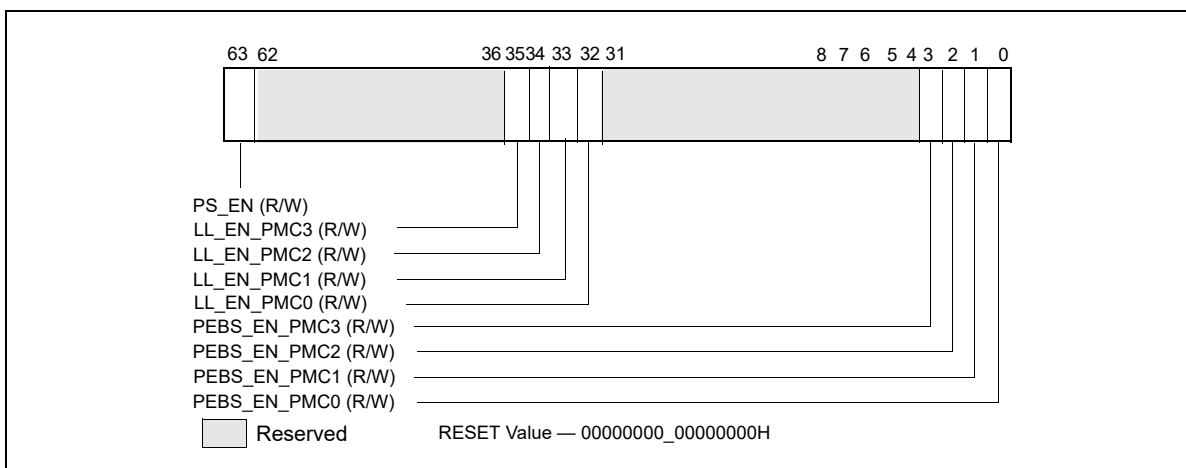 63 62 36 35 34 33 32 31 8 7 6 5 4 3 2 1 0
PS_EN (R/W)
LL_EN_PMC3 (R/W)
LL_EN_PMC2 (R/W)
LL_EN_PMC1 (R/W)
LL_EN_PMC0 (R/W)
PEBS_EN_PMC3 (R/W)
PEBS_EN_PMC2 (R/W)
PEBS_EN_PMC1 (R/W)
PEBS_EN_PMC0 (R/W)
Reserved RESET Value — 00000000_00000000H